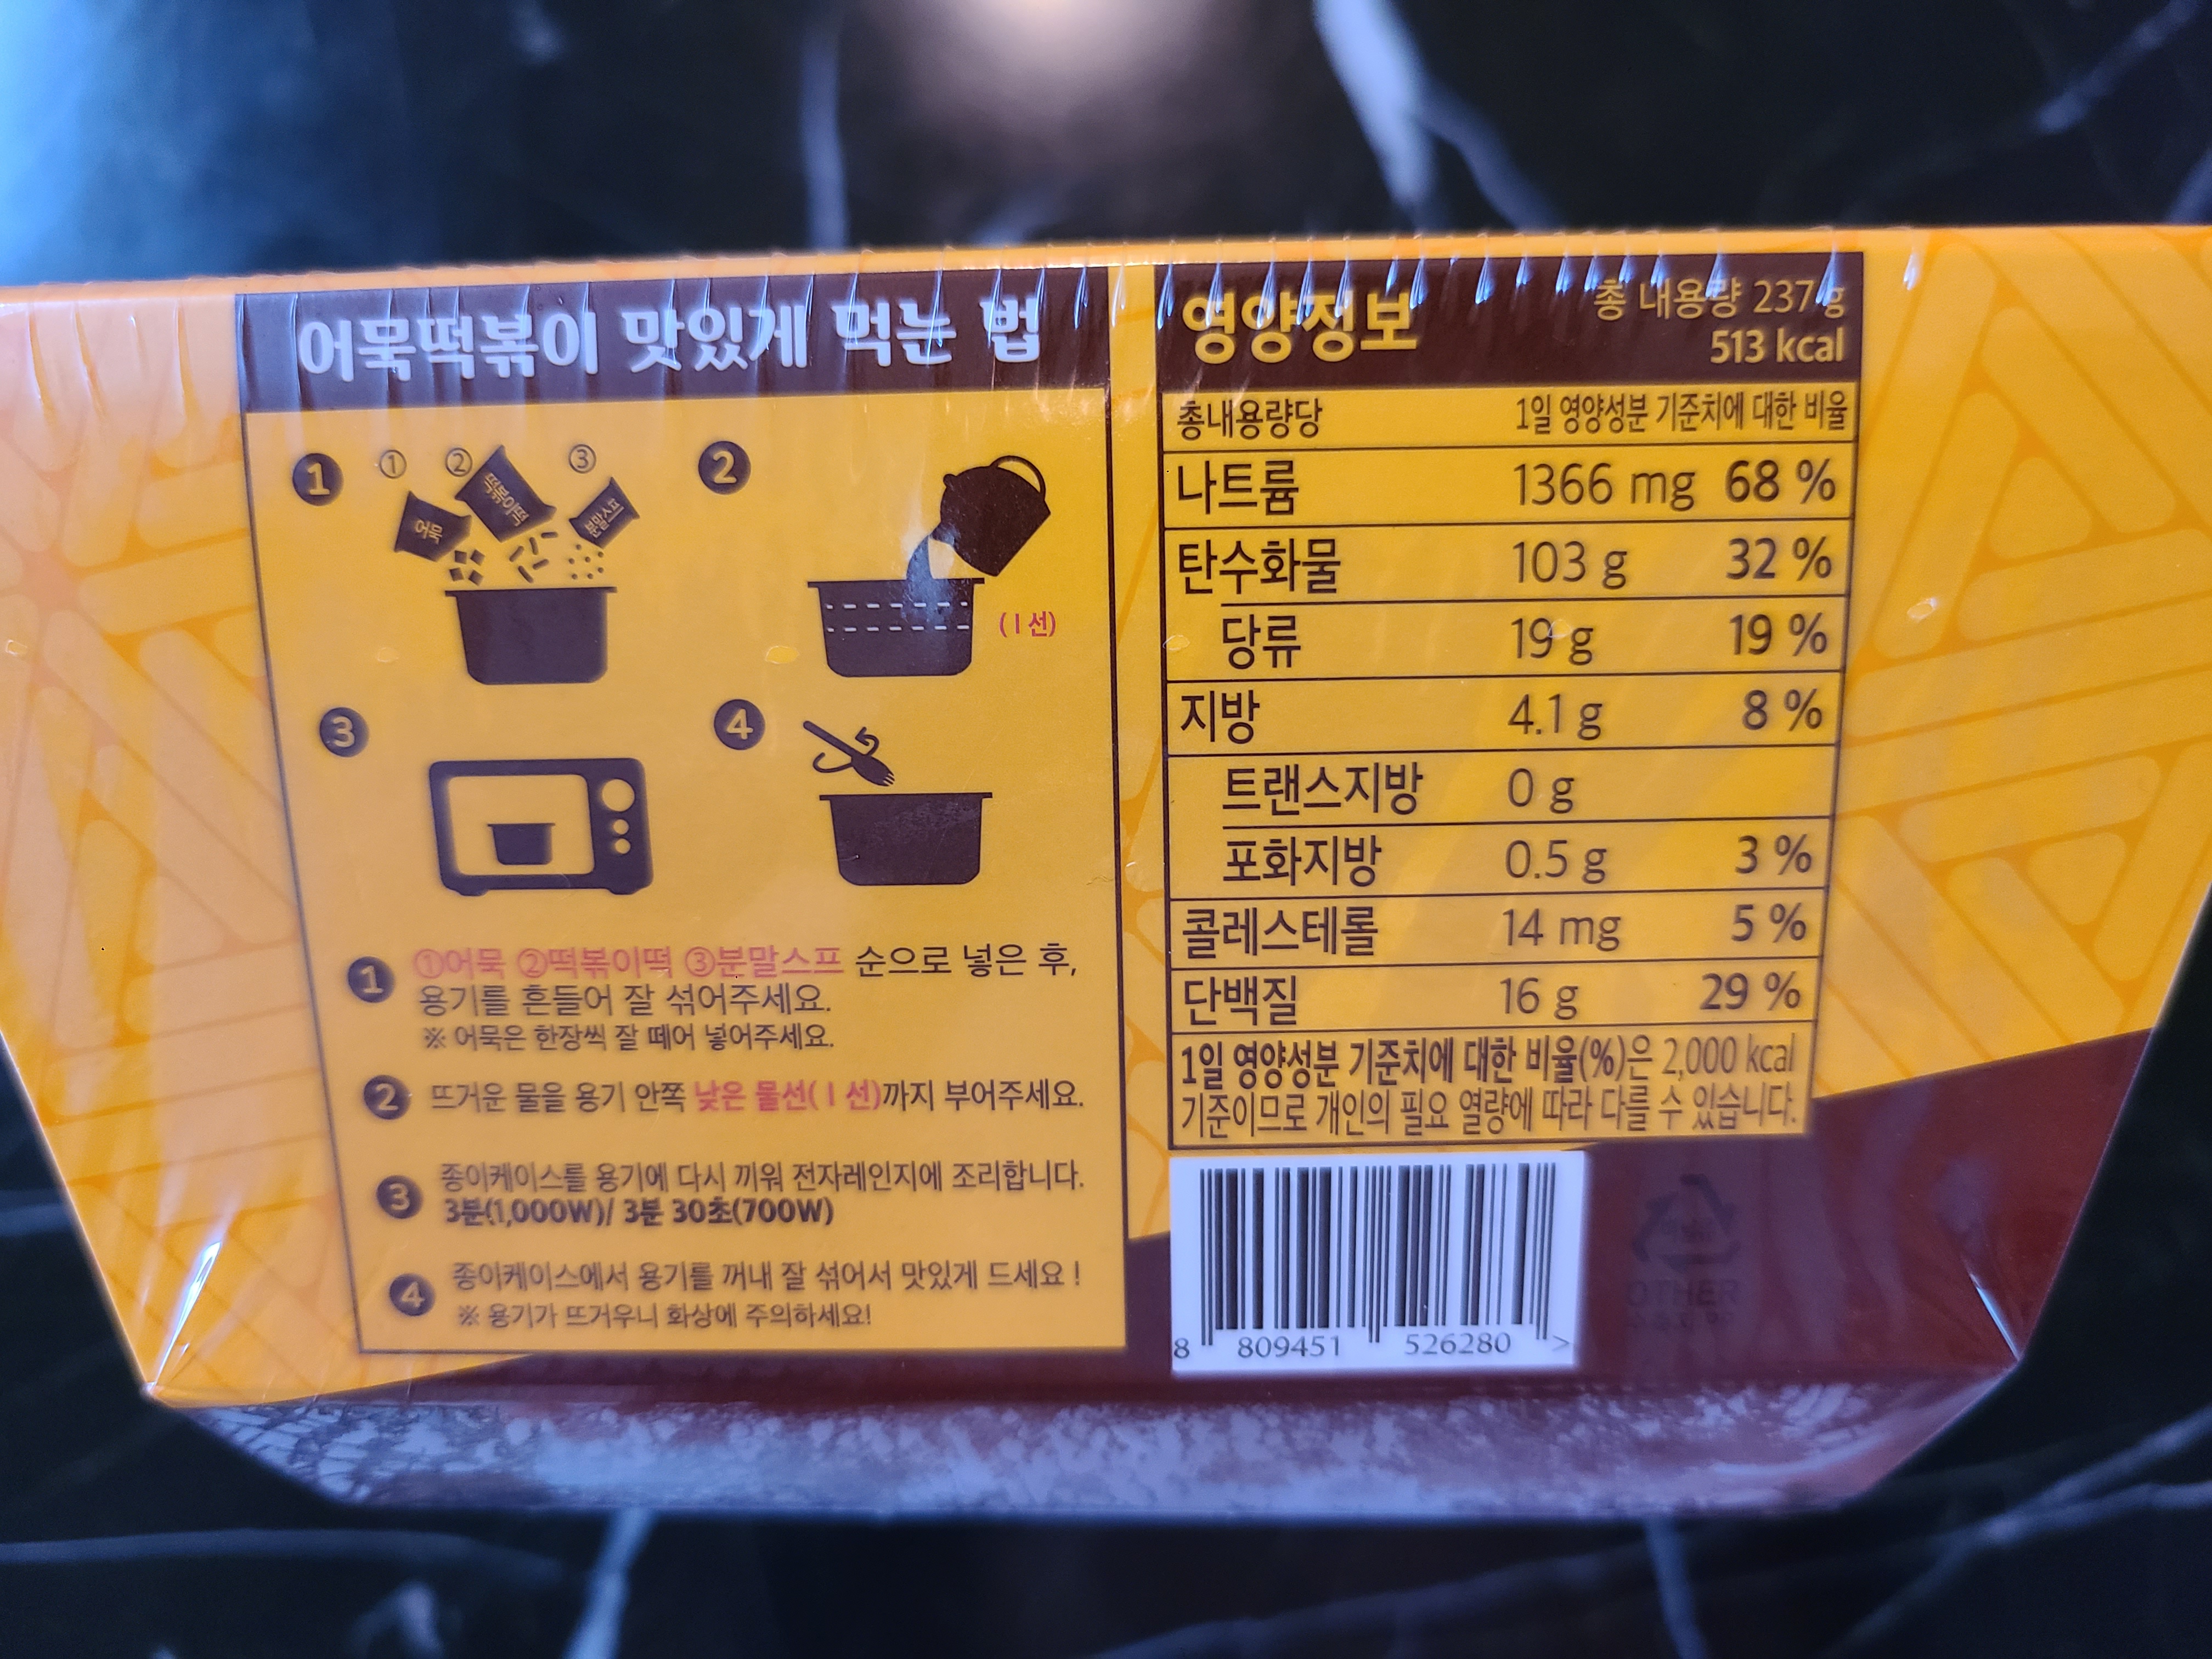 어묵떡볶이 맛있게 먹는 법
1 ① ② ③
어묵 떡볶이떡 분말스프
2
(I 선)
3
4
1 ①어묵 ②떡볶이떡 ③분말스프 순으로 넣은 후,
용기를 흔들어 잘 섞어주세요.
※ 어묵은 한장씩 잘 떼어 넣어주세요.
2 뜨거운 물을 용기 안쪽 낮은 물선(I 선)까지 부어주세요.
3 종이케이스를 용기에 다시 끼워 전자레인지에 조리합니다.
3분(1,000W)/ 3분 30초(700W)
4 종이케이스에서 용기를 꺼내 잘 섞어서 맛있게 드세요 !
※ 용기가 뜨거우니 화상에 주의하세요!
영양정보
총 내용량 237 g
513 kcal
총내용량당 1일 영양성분 기준치에 대한 비율
나트륨 1366 mg 68 %
탄수화물 103 g 32 %
당류 19 g 19 %
지방 4.1 g 8 %
트랜스지방 0 g
포화지방 0.5 g 3 %
콜레스테롤 14 mg 5 %
단백질 16 g 29 %
1일 영양성분 기준치에 대한 비율(%)은 2,000 kcal
기준이므로 개인의 필요 열량에 따라 다를 수 있습니다.
8 809451 526280 >
OTHER